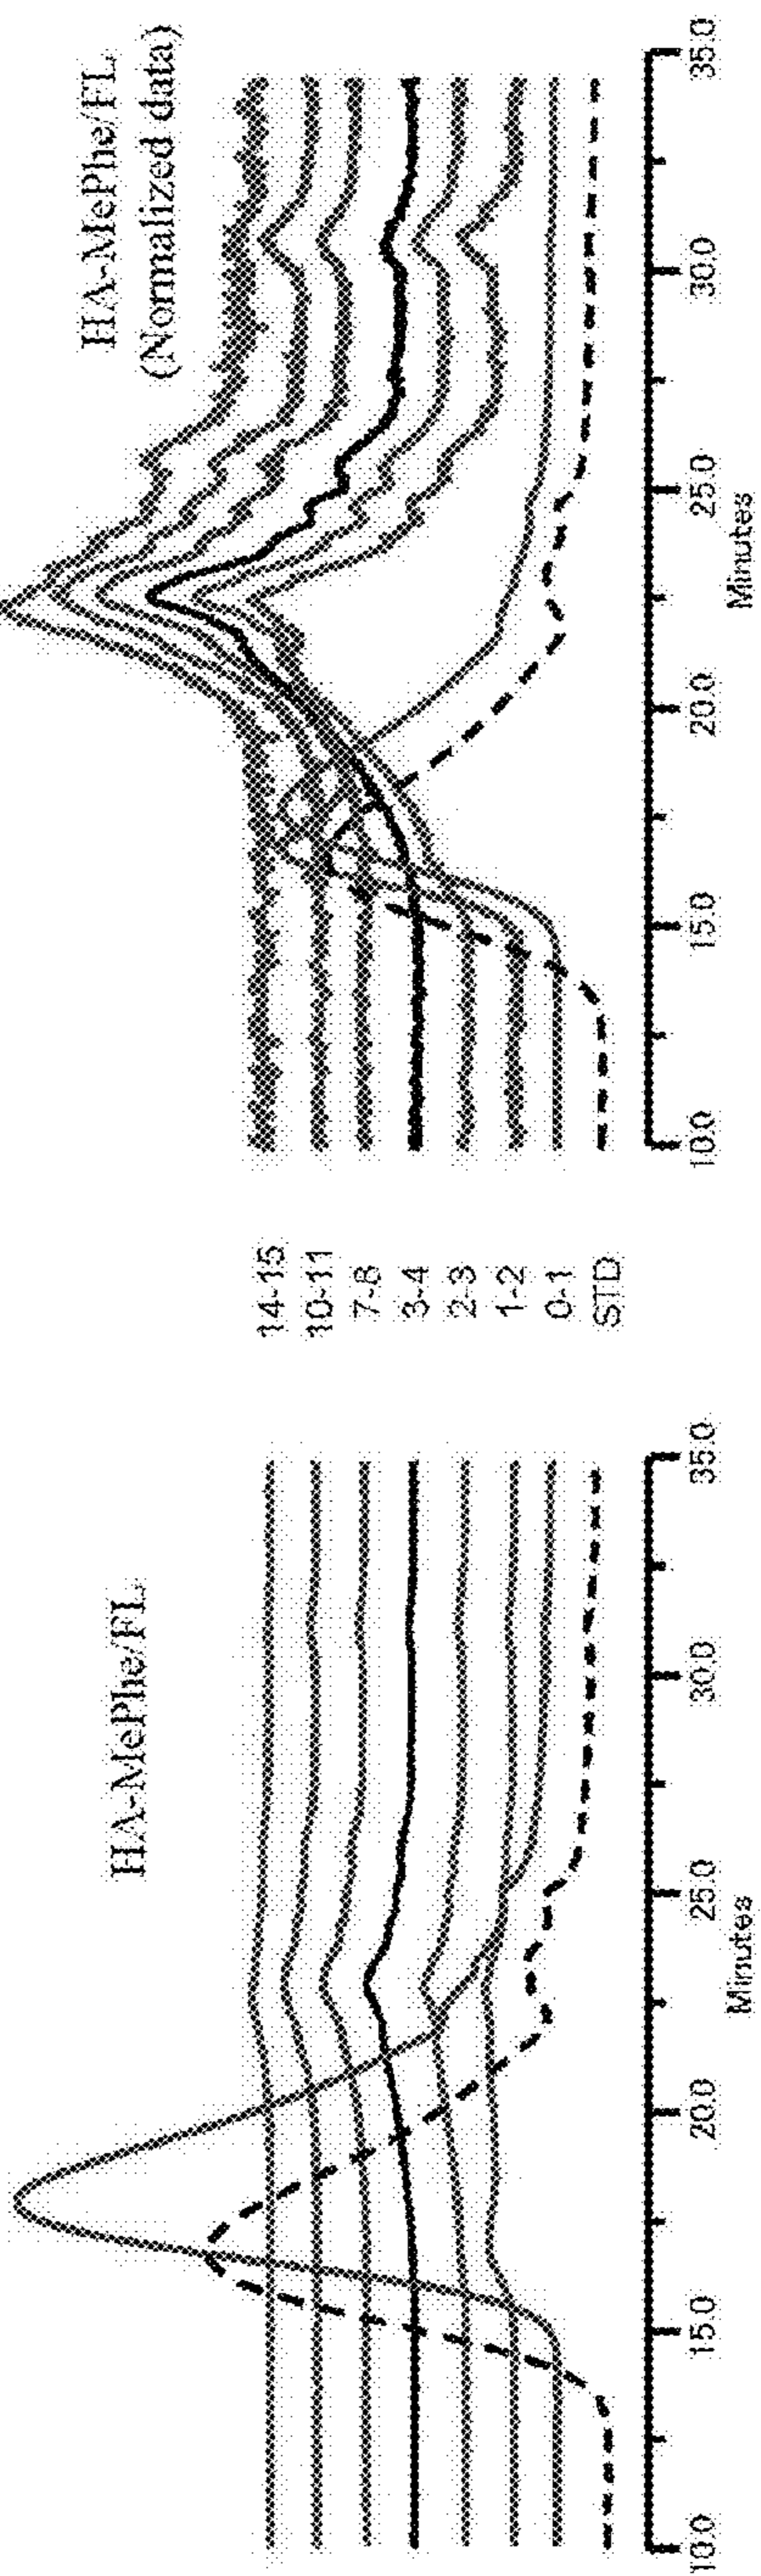 HA-MePhe/FL
10.0 15.0 20.0 25.0 30.0 35.0
Minutes
14-15
10-11
7-8
3-4
2-3
1-2
0-1
STD
HA-MePhe/FL
(Normalized data)
10.0 15.0 20.0 25.0 30.0 35.0
Minutes